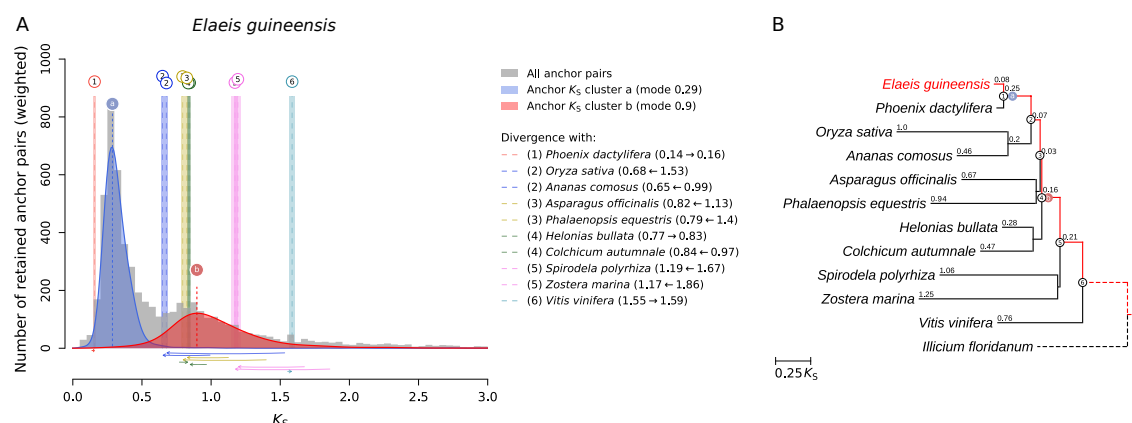 A
Elaeis guineensis
Number of retained anchor pairs (weighted)
1000
800
600
400
200
0
0.0
0.5
1.0
1.5
2.0
2.5
3.0
K_S
1
2
2
3
5
6
a
b
All anchor pairs
Anchor K_S cluster a (mode 0.29)
Anchor K_S cluster b (mode 0.9)
Divergence with:
(1) Phoenix dactylifera (0.14→0.16)
(2) Oryza sativa (0.68←1.53)
(2) Ananas comosus (0.65←0.99)
(3) Asparagus officinalis (0.82←1.13)
(3) Phalaenopsis equestris (0.79←1.4)
(4) Helonias bullata (0.77←0.83)
(4) Colchicum autumnale (0.84←0.97)
(5) Spirodela polyrhiza (1.19←1.67)
(5) Zostera marina (1.17←1.86)
(6) Vitis vinifera (1.55→1.59)
B
Elaeis guineensis 0.08
1 0.25 a
Phoenix dactylifera
0.07
2
Oryza sativa 1.0
0.2
Ananas comosus 0.46
0.03
3
Asparagus officinalis 0.67
0.16
4 b
Phalaenopsis equestris 0.94
Helonias bullata 0.28
0.21
5
Colchicum autumnale 0.47
Spirodela polyrhiza 1.06
6
Zostera marina 1.25
Vitis vinifera 0.76
Illicium floridanum
0.25 K_S